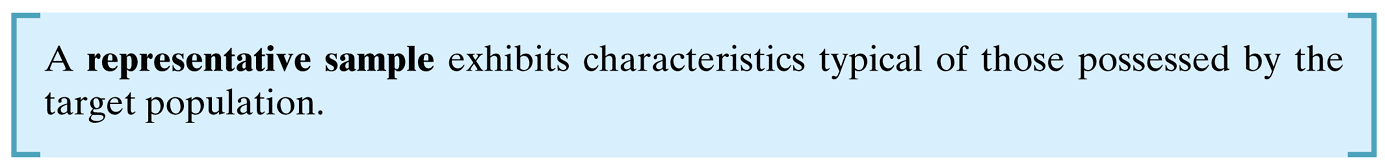 A representative sample exhibits characteristics typical of those possessed by the
target population.